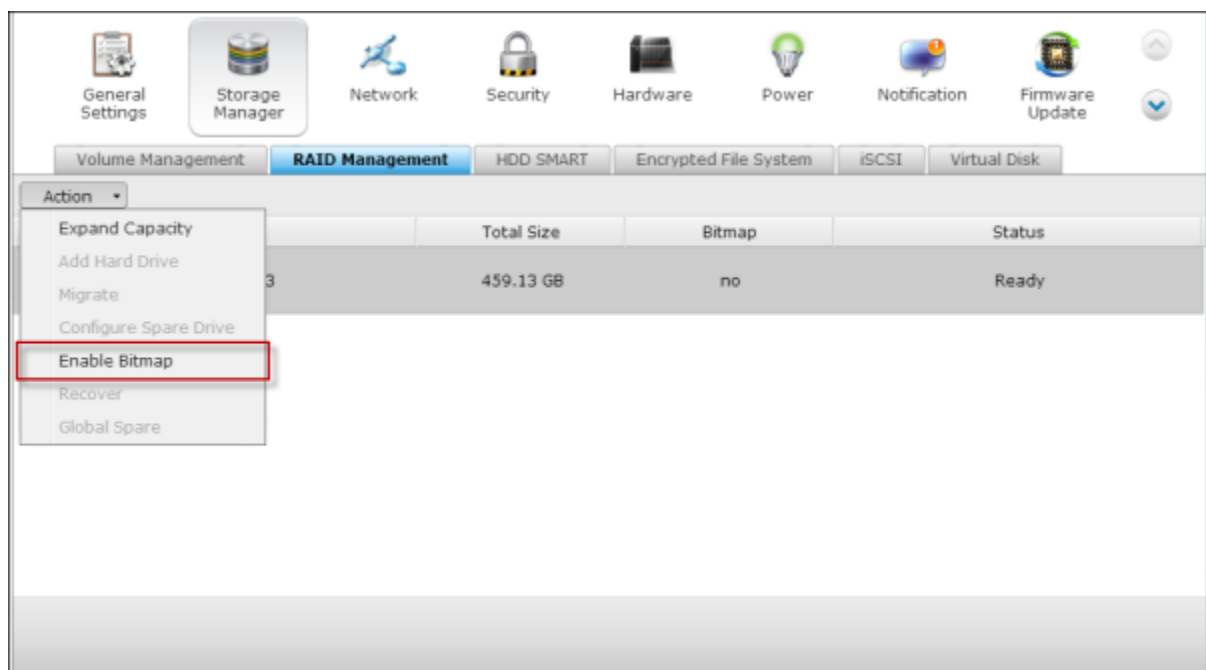 General
Settings
Storage
Manager
Network
Security
Hardware
Power
Notification
Firmware
Update
Volume Management
RAID Management
HDD SMART
Encrypted File System
iSCSI
Virtual Disk
Action
Total Size
Bitmap
Status
Expand Capacity
Add Hard Drive
3
459.13 GB
no
Ready
Migrate
Configure Spare Drive
Enable Bitmap
Recover
Global Spare